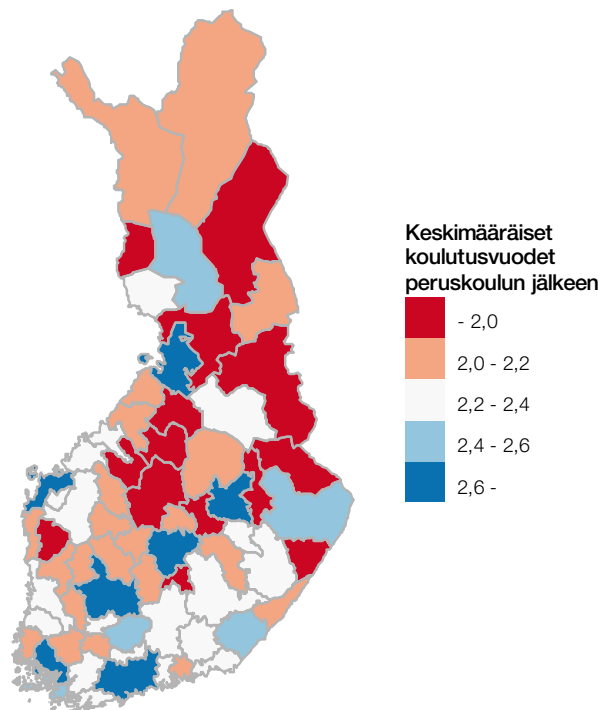 Keskimääräiset
koulutusvuodet
peruskoulun jälkeen
- 2,0
2,0 - 2,2
2,2 - 2,4
2,4 - 2,6
2,6 -